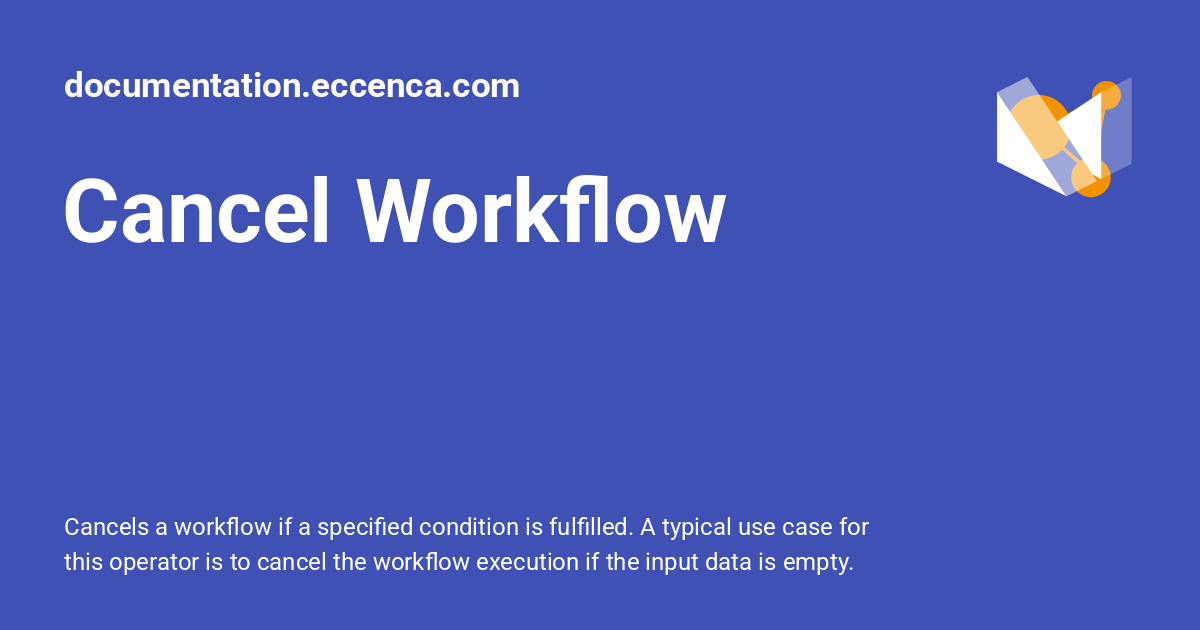 documentation.eccenca.com
Cancel Workflow
Cancels a workflow if a specified condition is fulfilled. A typical use case for
this operator is to cancel the workflow execution if the input data is empty.